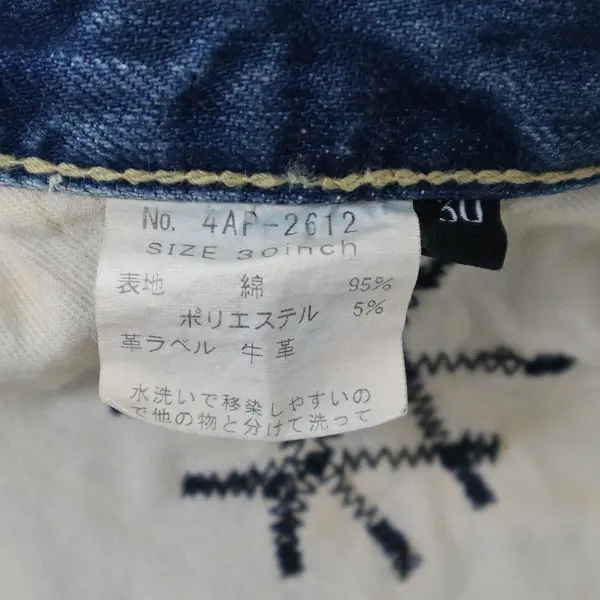 No. 4AP-2612
SIZE 30inch
表地 綿 95%
ポリエステル 5%
革ラベル 牛革
水洗いで移染しやすいの
で他の物と分けて洗って
30